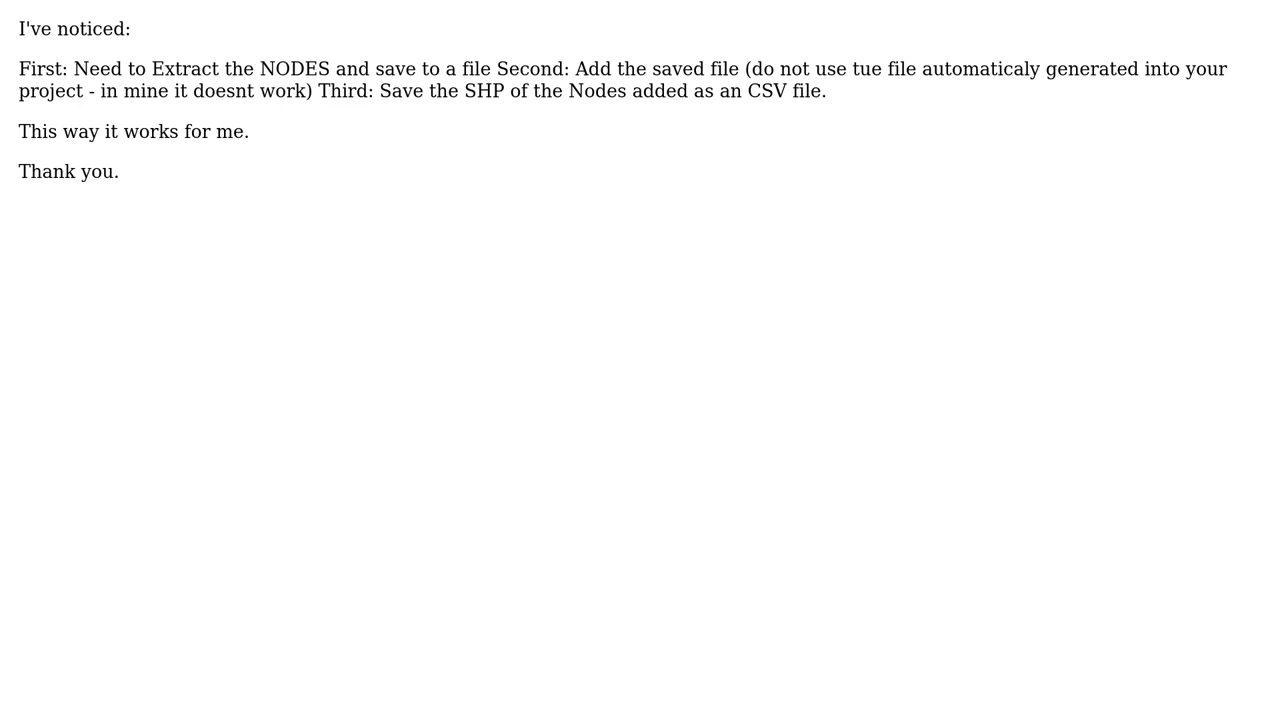 I've noticed:
First: Need to Extract the NODES and save to a file Second: Add the saved file (do not use tue file automaticaly generated into your
project - in mine it doesnt work) Third: Save the SHP of the Nodes added as an CSV file.
This way it works for me.
Thank you.